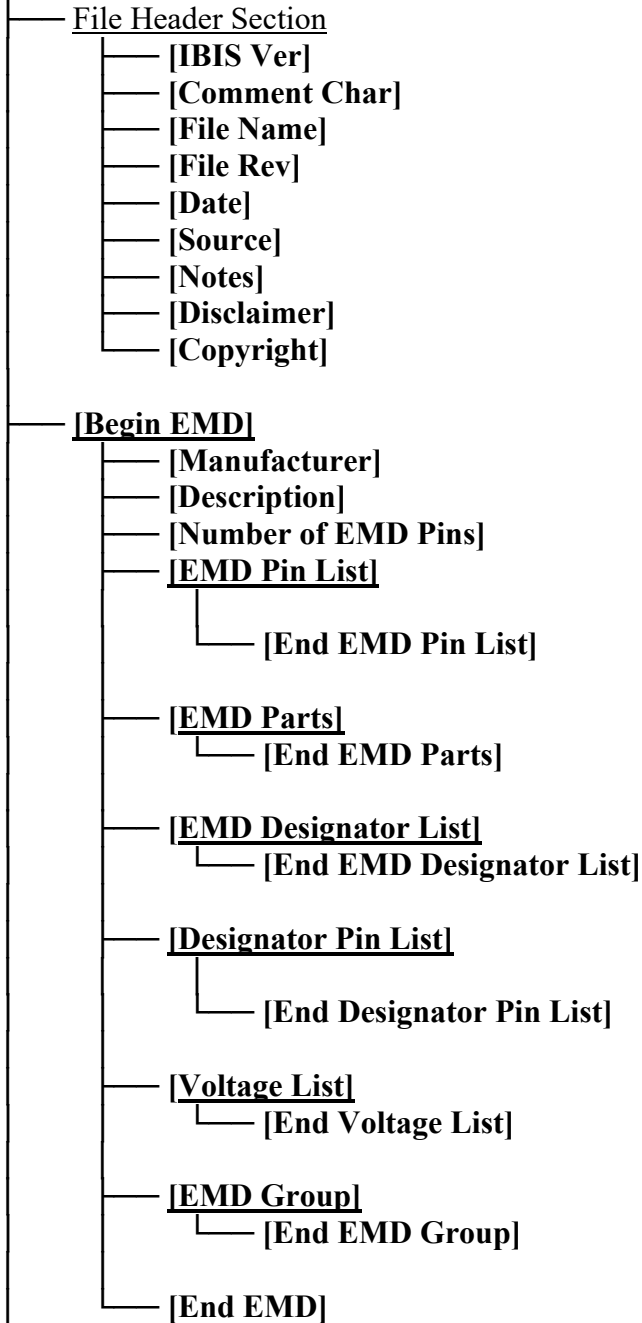 File Header Section
[IBIS Ver]
[Comment Char]
[File Name]
[File Rev]
[Date]
[Source]
[Notes]
[Disclaimer]
[Copyright]
[Begin EMD]
[Manufacturer]
[Description]
[Number of EMD Pins]
[EMD Pin List]
[End EMD Pin List]
[EMD Parts]
[End EMD Parts]
[EMD Designator List]
[End EMD Designator List]
[Designator Pin List]
[End Designator Pin List]
[Voltage List]
[End Voltage List]
[EMD Group]
[End EMD Group]
[End EMD]